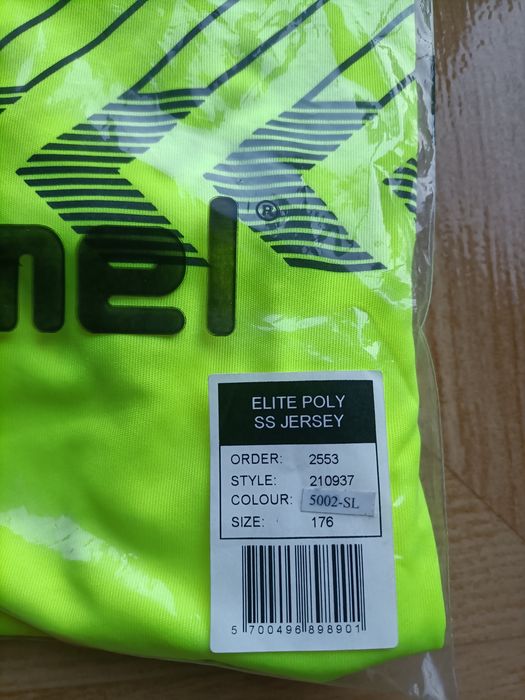 mel®
ELITE POLY
SS JERSEY
ORDER: 2553
STYLE: 210937
COLOUR: 5002-SL
SIZE: 176
5 700496 898901